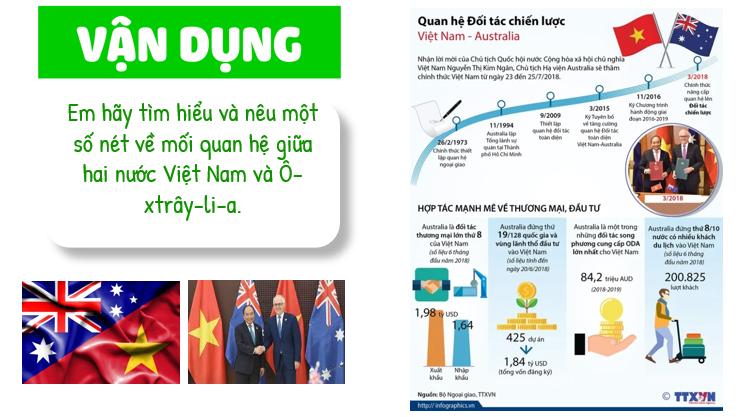 VẬN DỤNG
Em hãy tìm hiểu và nêu một
số nét về mối quan hệ giữa
hai nước Việt Nam và Ô-
xtrây-li-a.
Quan hệ Đối tác chiến lược
Việt Nam - Australia
Nhận lời mời của Chủ tịch Quốc hội nước Cộng hòa xã hội chủ nghĩa
Việt Nam Nguyễn Thị Kim Ngân, Chủ tịch Hạ viện Australia sẽ thăm
chính thức Việt Nam từ ngày 23 đến 25/7/2018.
26/2/1973
Chính thức thiết
lập quan hệ
ngoại giao
11/1994
Australia lập
Tổng lãnh sự
quán tại Thành
phố Hồ Chí Minh
9/2009
Thiết lập
quan hệ đối tác
toàn diện
3/2015
Ký Tuyên bố
về tăng cường
quan hệ Đối tác
toàn diện
Việt Nam-Australia
11/2016
Ký Chương trình
hành động giai
đoạn 2016-2019
3/2018
Chính thức
nâng cấp
quan hệ lên
Đối tác
chiến lược
3/2018
HỢP TÁC MẠNH MẼ VỀ THƯƠNG MẠI, ĐẦU TƯ
Australia là đối tác
thương mại lớn thứ 8
của Việt Nam
(số liệu 6 tháng
đầu năm 2018)
1,98 tỷ USD
1,64
Xuất
khẩu
Nhập
khẩu
Australia đứng thứ
19/128 quốc gia và
vùng lãnh thổ đầu tư
vào Việt Nam
(số liệu tính đến
ngày 20/6/2018)
425 dự án
1,84 tỷ USD
(tổng vốn đăng ký)
Australia là một trong
những đối tác song
phương cung cấp ODA
lớn nhất cho Việt Nam
84,2 triệu AUD
(2018-2019)
Australia đứng thứ 8/10
nước có nhiều khách
du lịch vào Việt Nam
(số liệu 6 tháng
đầu năm 2018)
200.825
lượt khách
Nguồn: Bộ Ngoại giao, TTXVN
http:// infographics.vn
© TTXVN